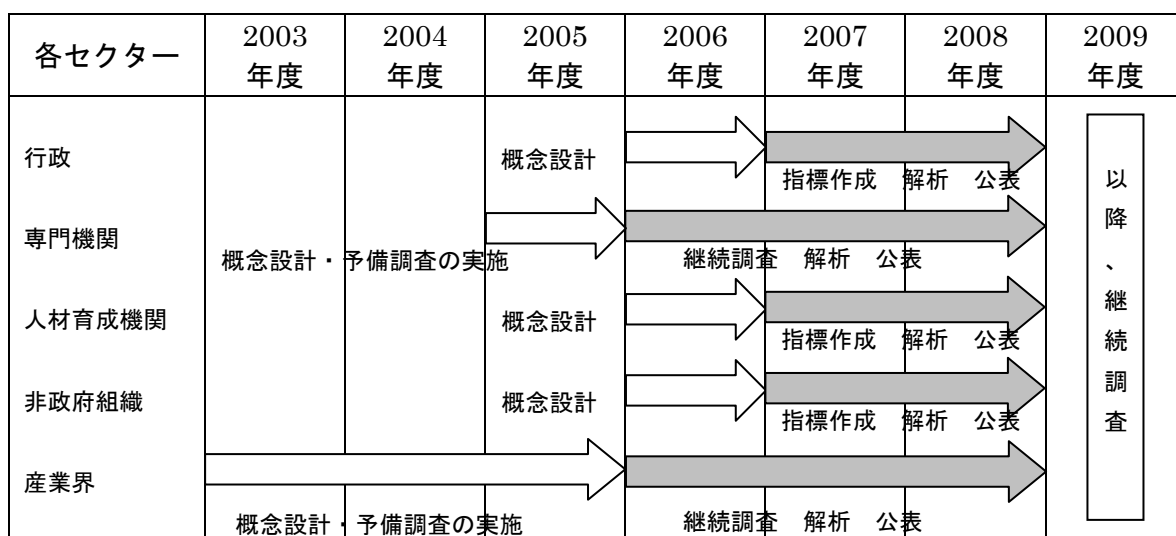 各セクター
2003
年度
2004
年度
2005
年度
2006
年度
2007
年度
2008
年度
2009
年度
行政
概念設計
指標作成　解析　公表
専門機関
概念設計・予備調査の実施
継続調査　解析　公表
人材育成機関
概念設計
指標作成　解析　公表
非政府組織
概念設計
指標作成　解析　公表
産業界
概念設計・予備調査の実施
継続調査　解析　公表
以降、継続調査